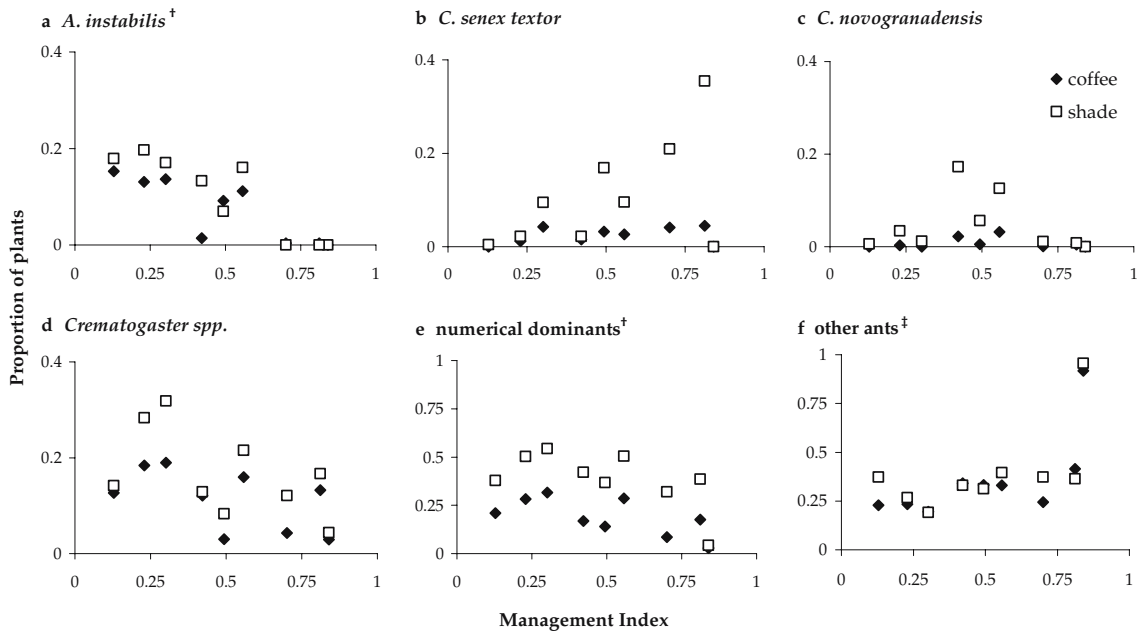 a A. instabilis †
b C. senex textor
c C. novogranadensis
0.4
0.2
0
0 0.25 0.5 0.75 1
0.4
0.2
0
0 0.25 0.5 0.75 1
0.4
0.2
0
0 0.25 0.5 0.75 1
coffee
shade
Proportion of plants
d Crematogaster spp.
e numerical dominants†
f other ants‡
0.4
0.2
0
0 0.25 0.5 0.75 1
1
0.75
0.5
0.25
0
0 0.25 0.5 0.75 1
1
0.75
0.5
0.25
0
0 0.25 0.5 0.75 1
Management Index